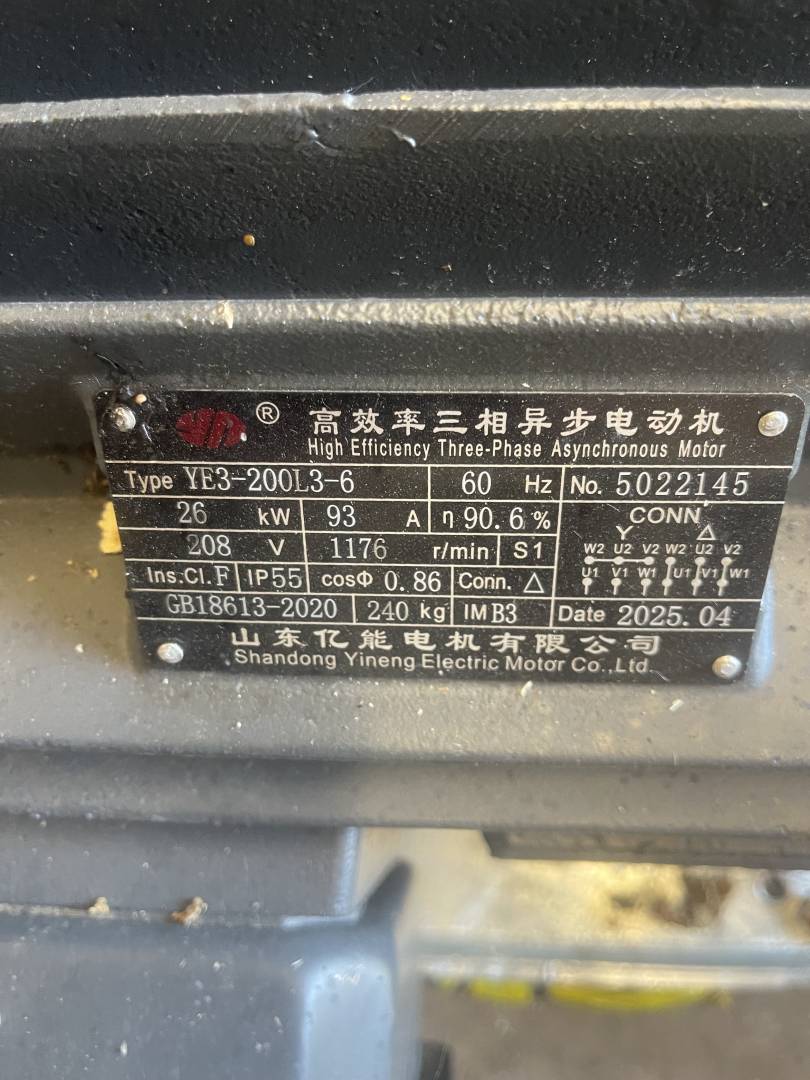 ® 高效率三相异步电动机
High Efficiency Three-Phase Asynchronous Motor
Type YE3-200L3-6 60 Hz No. 5022145
26 kW 93 A η 90.6 % CONN
208 V 1176 r/min S1 Y △
W2 U2 V2 W2 U2 V2
U1 V1 W1 U1 V1 W1
Ins.Cl. F IP55 cosΦ 0.86 Conn. △
GB18613-2020 240 kg IM B3 Date 2025.04
山东亿能电机有限公司
Shandong Yineng Electric Motor Co.,Ltd